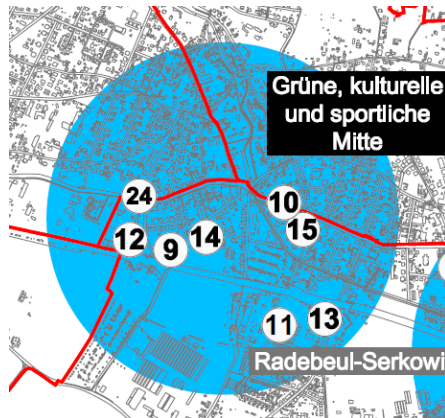 Grüne, kulturelle
und sportliche
Mitte
24
10
12
9
14
15
11
13
Radebeul-Serkowi